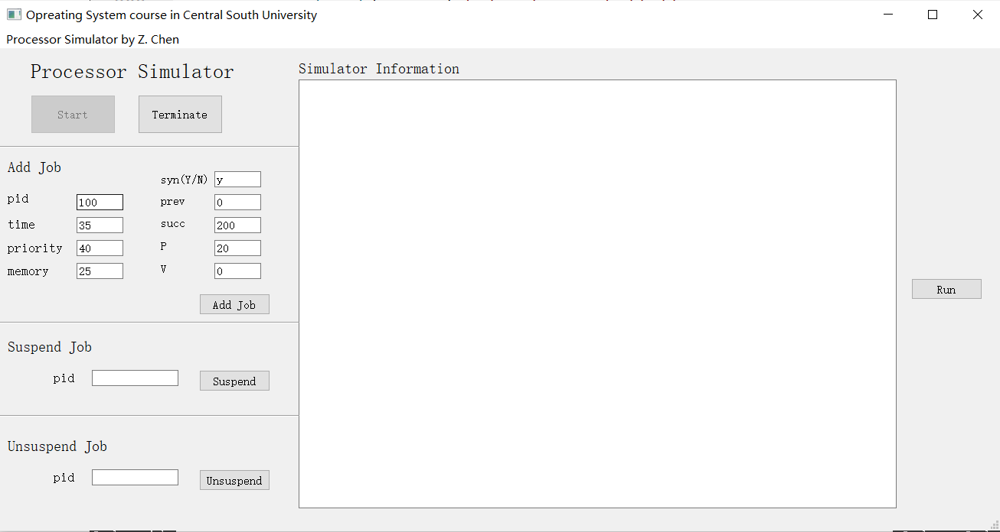 Opreating System course in Central South University
Processor Simulator by Z. Chen
Processor Simulator
Start
Terminate
Add Job
pid
100
time
35
priority
40
memory
25
syn(Y/N)
y
prev
0
succ
200
P
20
V
0
Add Job
Suspend Job
pid
Suspend
Unsuspend Job
pid
Unsuspend
Simulator Information
Run